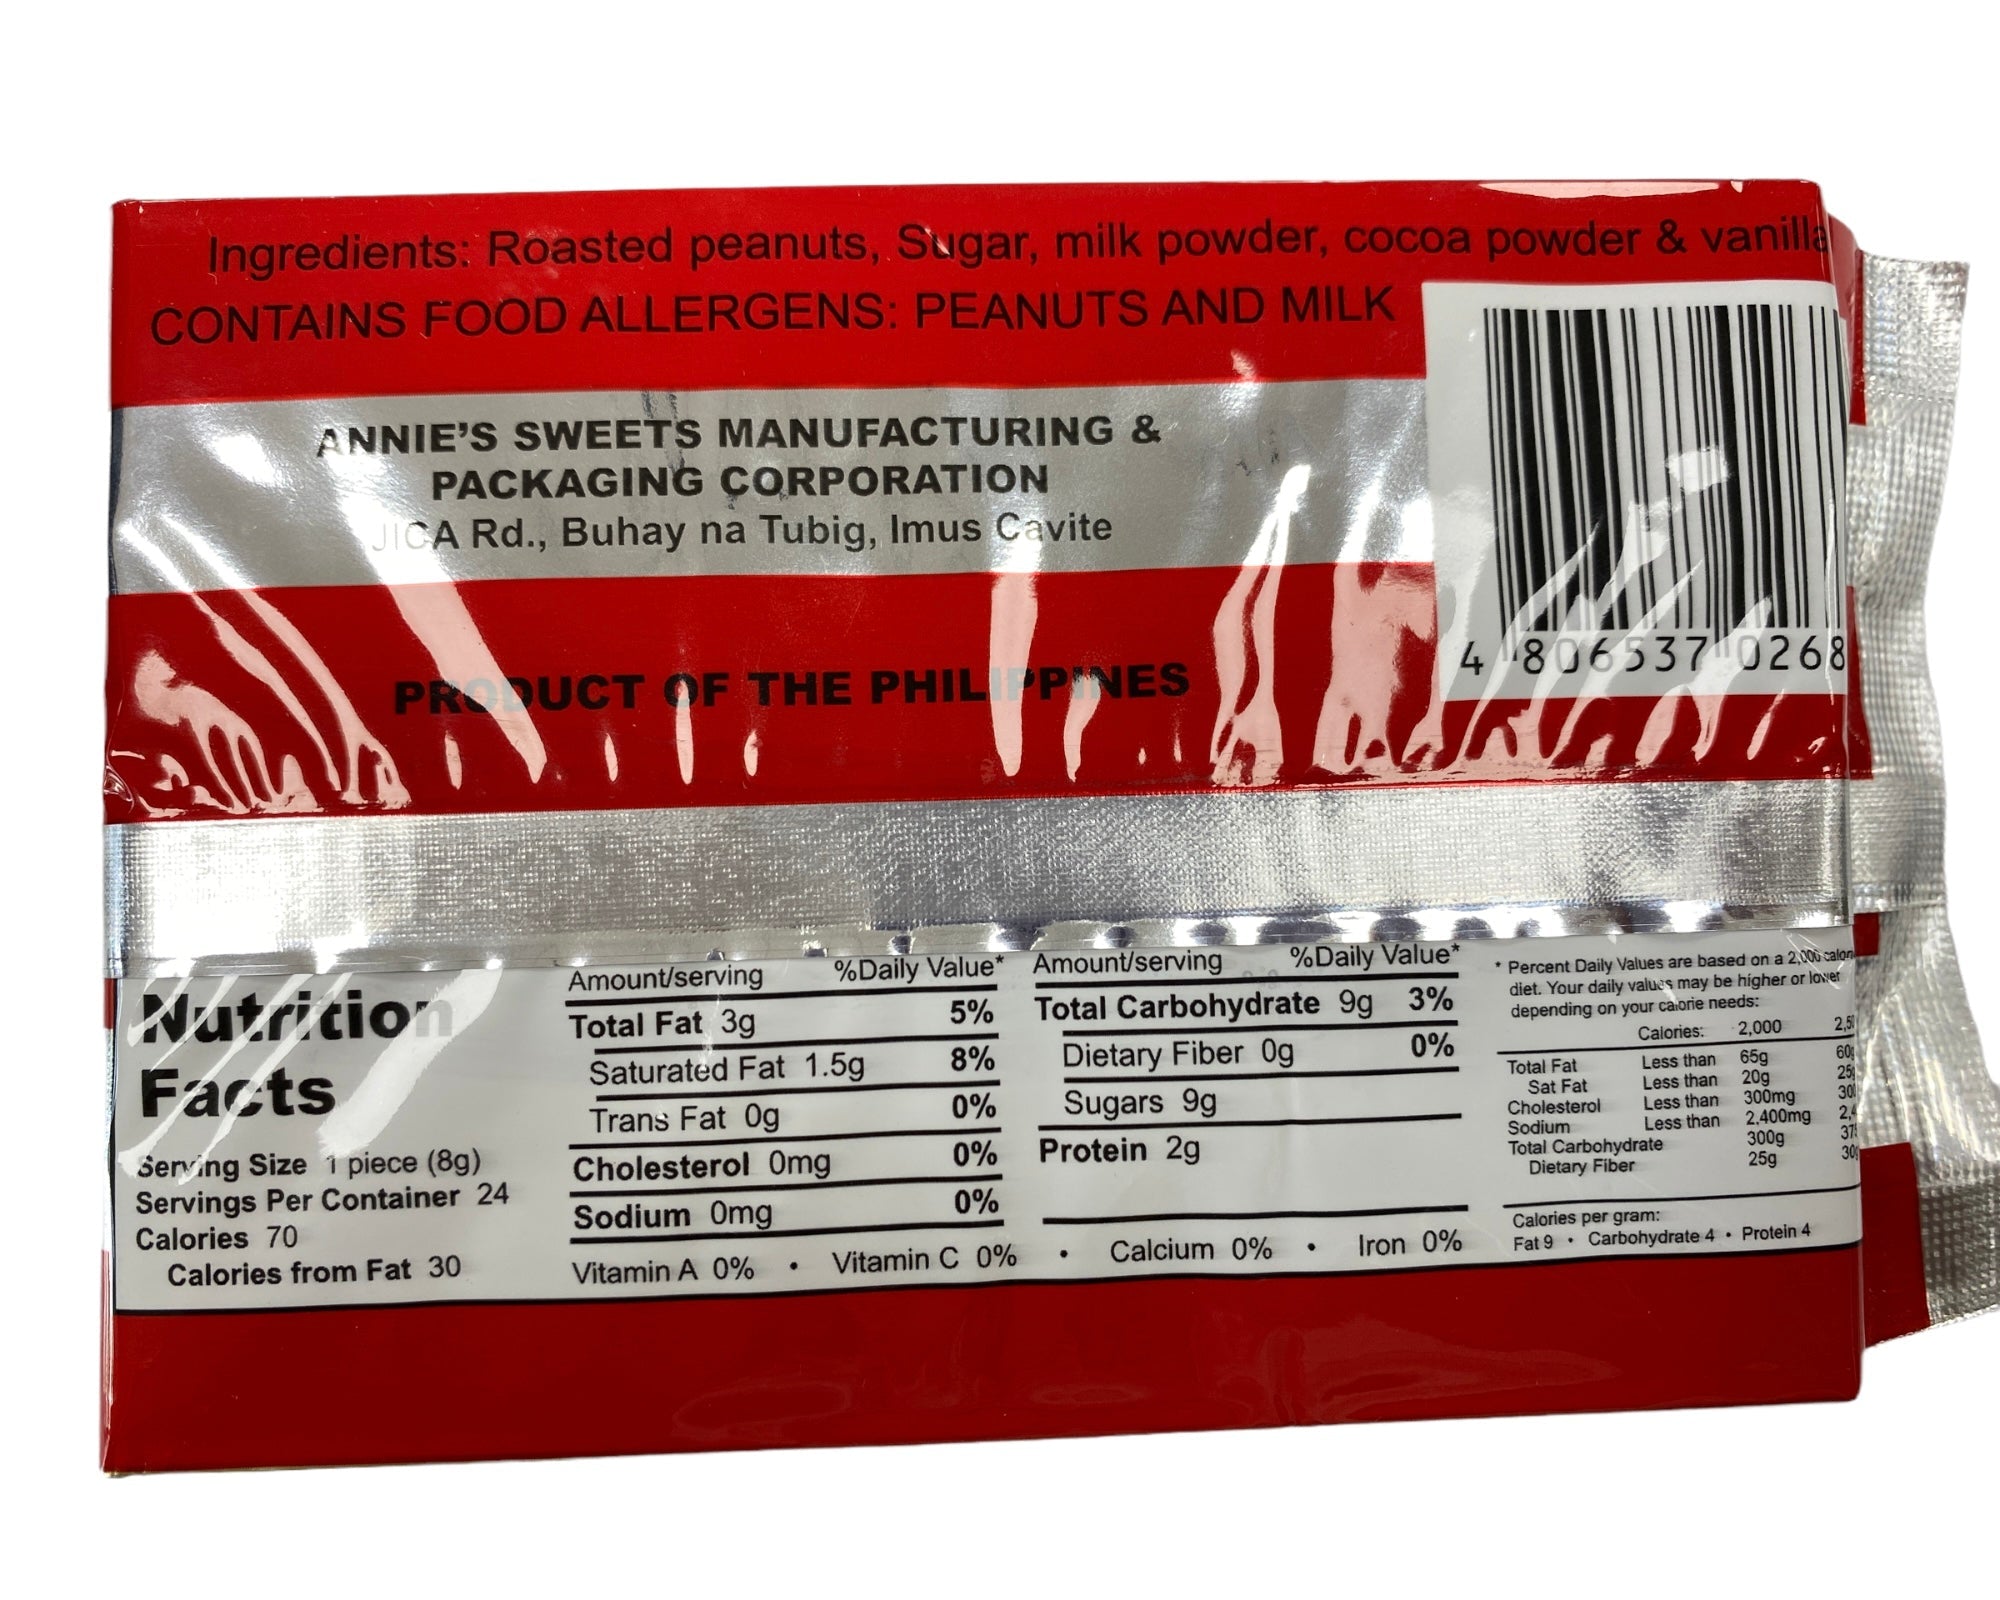 Ingredients: Roasted peanuts, Sugar, milk powder, cocoa powder & vanilla
CONTAINS FOOD ALLERGENS: PEANUTS AND MILK
ANNIE'S SWEETS MANUFACTURING &
PACKAGING CORPORATION
JICA Rd., Buhay na Tubig, Imus Cavite
PRODUCT OF THE PHILIPPINES
4 806537 0268
Nutrition
Facts
Serving Size 1 piece (8g)
Servings Per Container 24
Calories 70
Calories from Fat 30
Amount/serving %Daily Value*
Total Fat 3g 5%
Saturated Fat 1.5g 8%
Trans Fat 0g 0%
Cholesterol 0mg 0%
Sodium 0mg 0%
Amount/serving %Daily Value*
Total Carbohydrate 9g 3%
Dietary Fiber 0g 0%
Sugars 9g
Protein 2g
Vitamin A 0% • Vitamin C 0% • Calcium 0% • Iron 0%
* Percent Daily Values are based on a 2,000
diet. Your daily values may be higher or lower
depending on your calorie needs:
Calories: 2,000
Total Fat Less than 65g
Sat Fat Less than 20g
Cholesterol Less than 300mg
Sodium Less than 2.400mg
Total Carbohydrate 300g
Dietary Fiber 25g
Calories per gram:
Fat 9 • Carbohydrate 4 • Protein 4